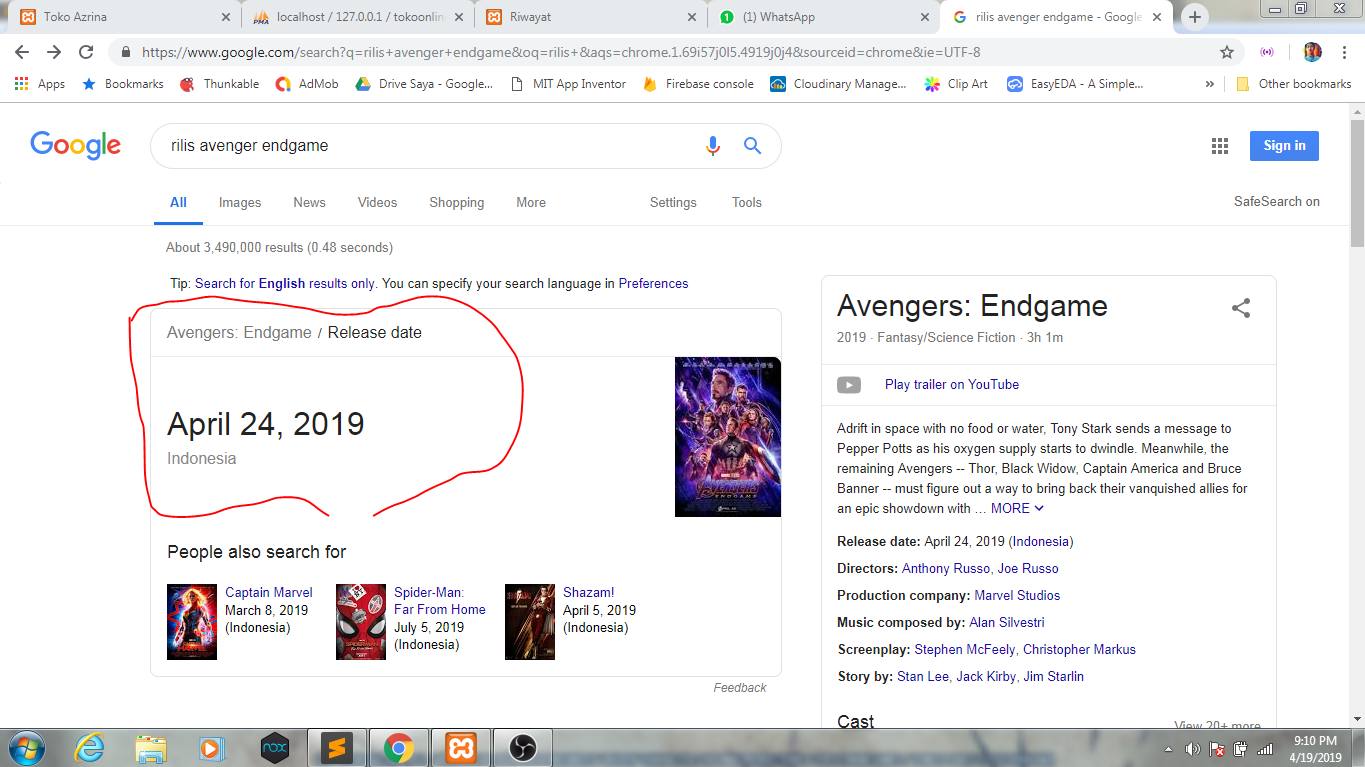 Toko Azrina
localhost / 127.0.0.1 / tokoonlin
Riwayat
(1) WhatsApp
rilis avenger endgame - Google
https://www.google.com/search?q=rilis+avenger+endgame&oq=rilis+&aqs=chrome.1.69i57j0l5.4919j0j4&sourceid=chrome&ie=UTF-8
Apps Bookmarks Thunkable AdMob Drive Saya - Google... MIT App Inventor Firebase console Cloudinary Manage... Clip Art EasyEDA - A Simple... » Other bookmarks
Google
rilis avenger endgame
Sign in
All Images News Videos Shopping More Settings Tools
SafeSearch on
About 3,490,000 results (0.48 seconds)
Tip: Search for English results only. You can specify your search language in Preferences
Avengers: Endgame / Release date
April 24, 2019
Indonesia
People also search for
Captain Marvel
March 8, 2019
(Indonesia)
Spider-Man:
Far From Home
July 5, 2019
(Indonesia)
Shazam!
April 5, 2019
(Indonesia)
Feedback
Avengers: Endgame
2019 · Fantasy/Science Fiction · 3h 1m
Play trailer on YouTube
Adrift in space with no food or water, Tony Stark sends a message to
Pepper Potts as his oxygen supply starts to dwindle. Meanwhile, the
remaining Avengers -- Thor, Black Widow, Captain America and Bruce
Banner -- must figure out a way to bring back their vanquished allies for
an epic showdown with ... MORE
Release date: April 24, 2019 (Indonesia)
Directors: Anthony Russo, Joe Russo
Production company: Marvel Studios
Music composed by: Alan Silvestri
Screenplay: Stephen McFeely, Christopher Markus
Story by: Stan Lee, Jack Kirby, Jim Starlin
Cast
View 20+ more
nox
9:10 PM
4/19/2019